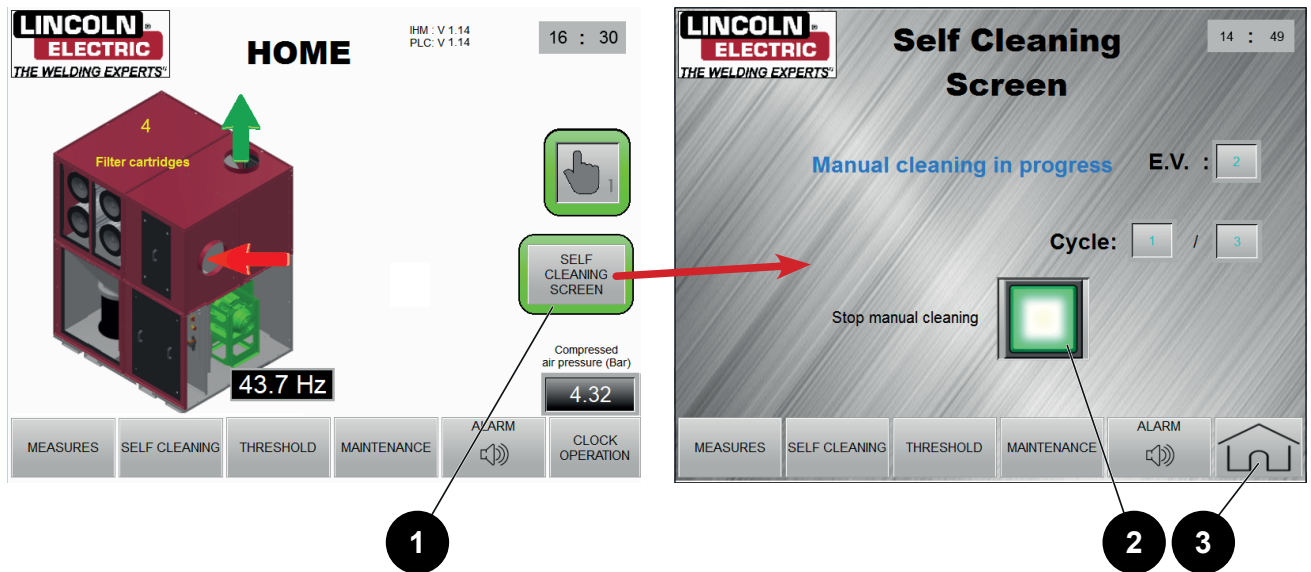 LINCOLN
ELECTRIC
THE WELDING EXPERTS
HOME
IHM : V 1.14
PLC: V 1.14
16 : 30
4
Filter cartridges
1
SELF
CLEANING
SCREEN
43.7 Hz
Compressed
air pressure (Bar)
4.32
MEASURES
SELF CLEANING
THRESHOLD
MAINTENANCE
ALARM
CLOCK
OPERATION
1
LINCOLN
ELECTRIC
THE WELDING EXPERTS
Self Cleaning
Screen
14 : 49
Manual cleaning in progress
E.V. : 2
Cycle: 1 / 3
Stop manual cleaning
MEASURES
SELF CLEANING
THRESHOLD
MAINTENANCE
ALARM
2
3